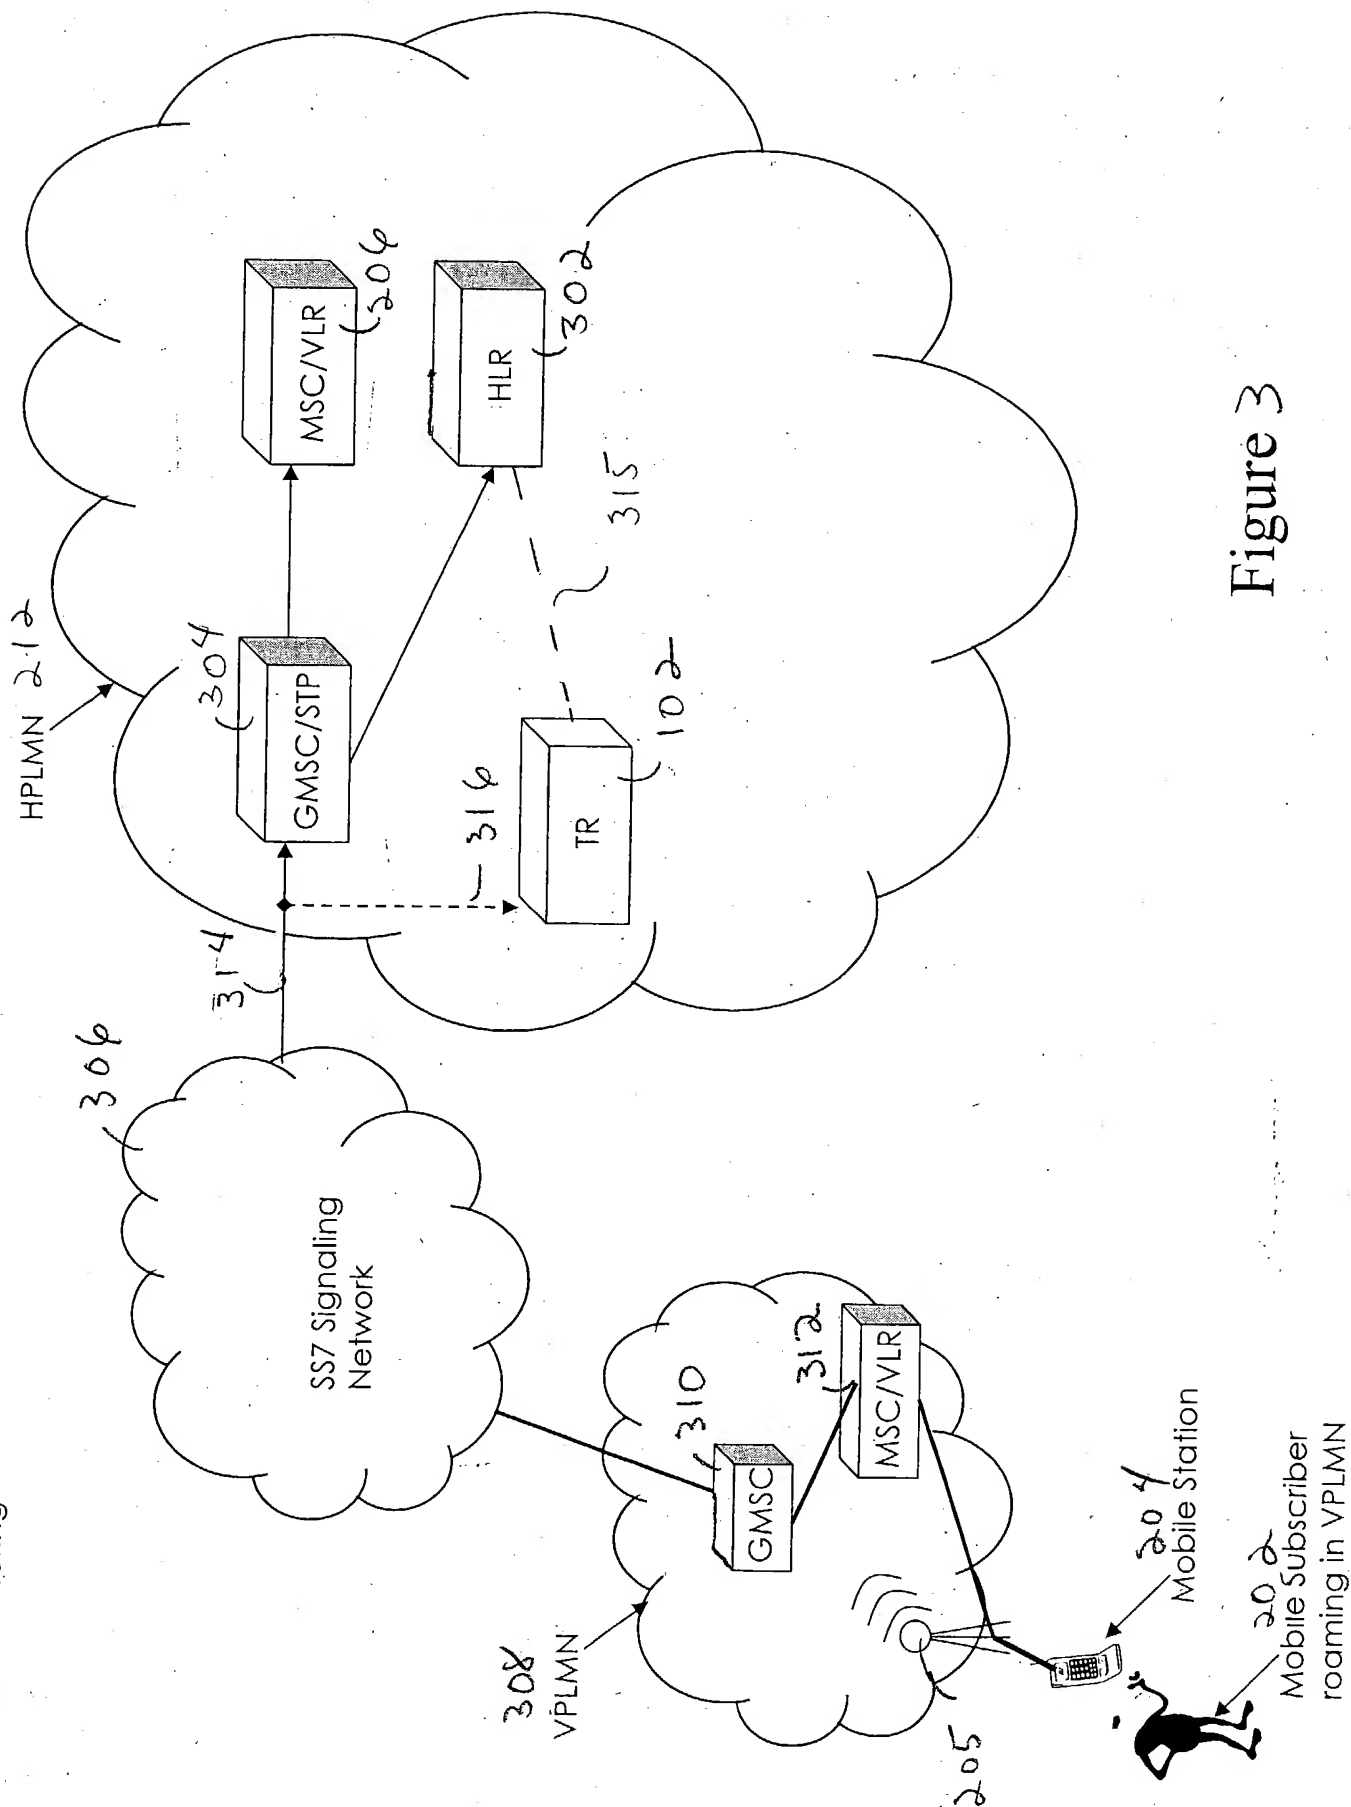 HPLMN 212
304
GMSC/STP
MSC/VLR
206
HLR
302
315
316
TR
102
314
306
SS7 Signaling
Network
308
VPLMN
310
GMSC
312
MSC/VLR
205
204
Mobile Station
202
Mobile Subscriber
roaming in VPLMN
Figure 3